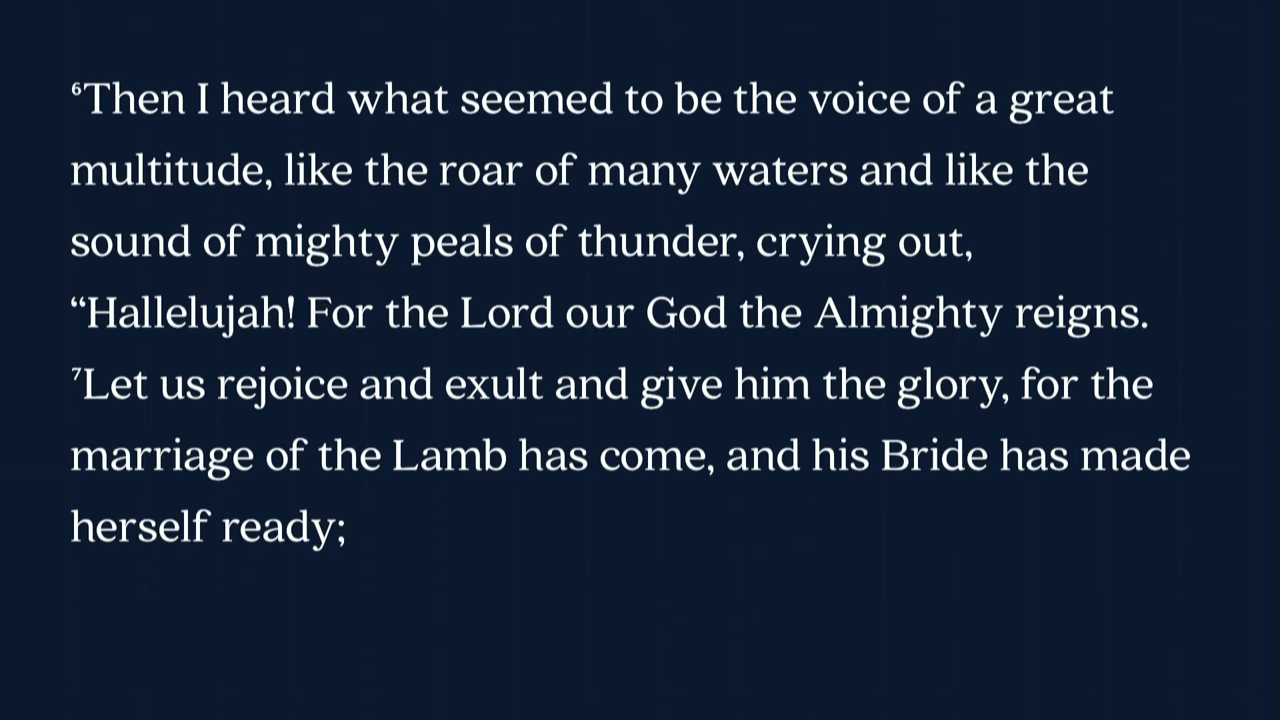 ⁶Then I heard what seemed to be the voice of a great
multitude, like the roar of many waters and like the
sound of mighty peals of thunder, crying out,
“Hallelujah! For the Lord our God the Almighty reigns.
⁷Let us rejoice and exult and give him the glory, for the
marriage of the Lamb has come, and his Bride has made
herself ready;